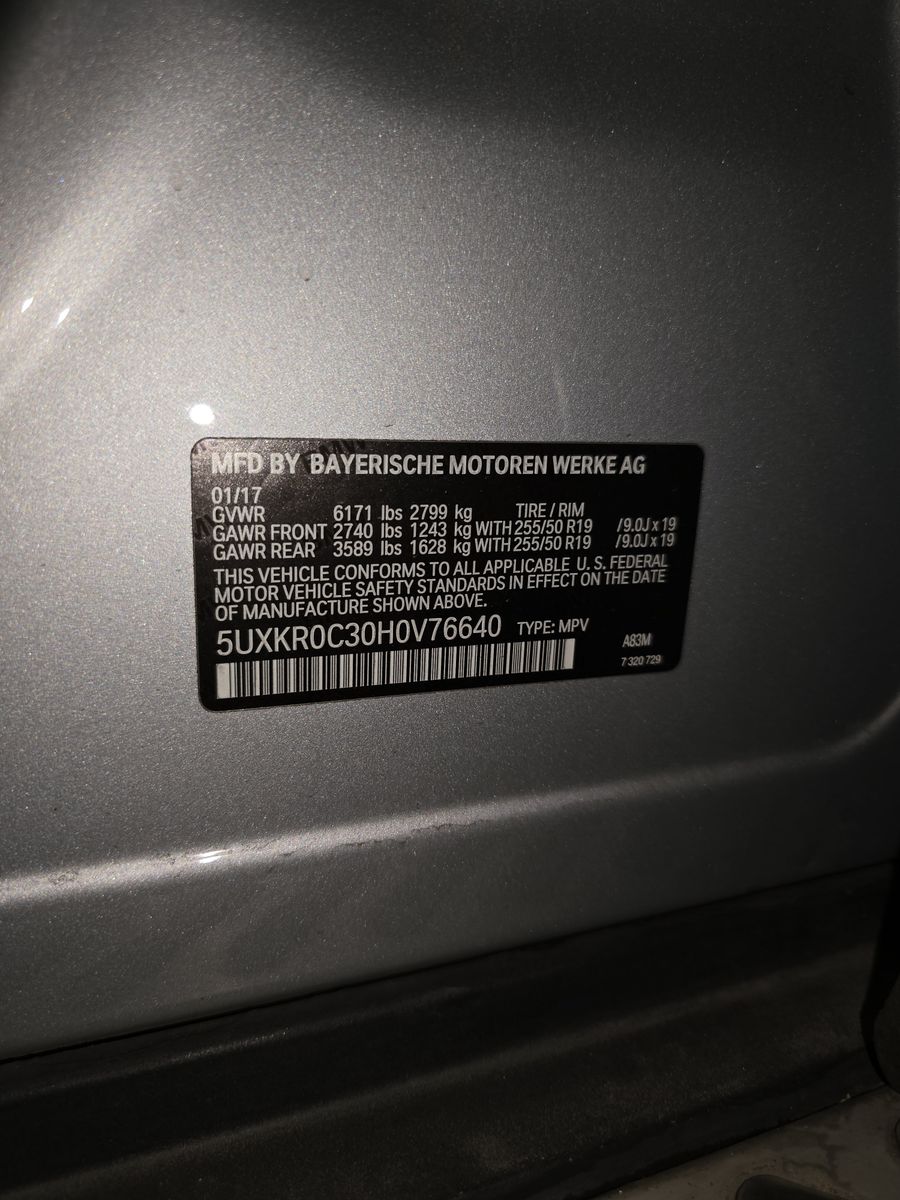 MFD BY BAYERISCHE MOTOREN WERKE AG
01/17
GVWR 6171 lbs 2799 kg TIRE / RIM
GAWR FRONT 2740 lbs 1243 kg WITH 255/50 R19 /9.0J x 19
GAWR REAR 3589 lbs 1628 kg WITH 255/50 R19 /9.0J x 19
THIS VEHICLE CONFORMS TO ALL APPLICABLE U. S. FEDERAL
MOTOR VEHICLE SAFETY STANDARDS IN EFFECT ON THE DATE
OF MANUFACTURE SHOWN ABOVE.
5UXKR0C30H0V76640 TYPE: MPV
A83M
7 320 729